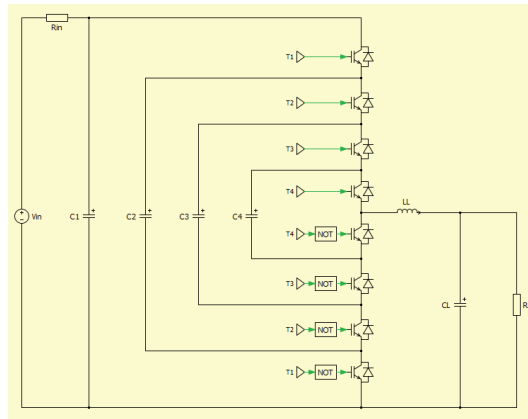 Rin
T1
T2
T3
T4
LL
Vin
C1
C2
C3
C4
T4 NOT
T3 NOT
CL
R
T2 NOT
T1 NOT